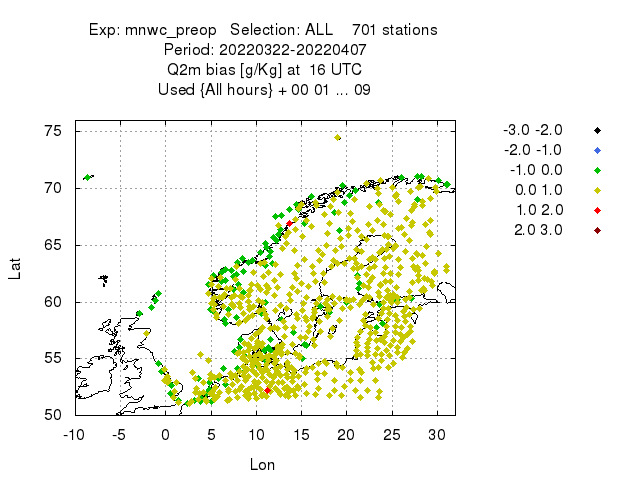 Exp: mnwc_preop   Selection: ALL    701 stations
Period: 20220322-20220407
Q2m bias [g/Kg] at  16 UTC
Used {All hours} + 00 01 ... 09
-3.0 -2.0
-2.0 -1.0
-1.0 0.0
0.0 1.0
1.0 2.0
2.0 3.0
75
70
65
60
55
50
Lat
-10 -5 0 5 10 15 20 25 30
Lon